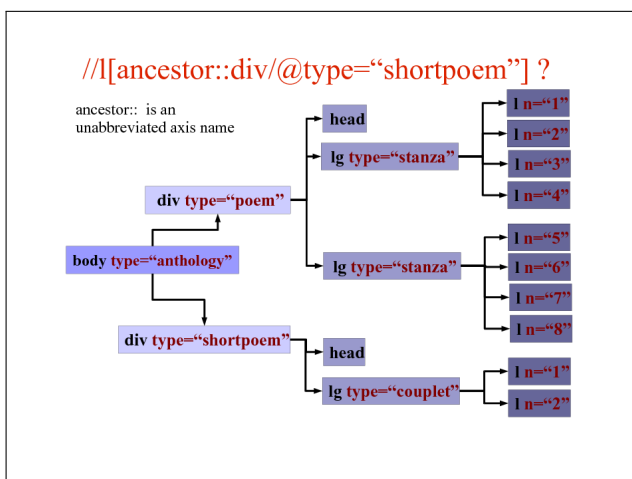 //l[ancestor::div/@type=“shortpoem”] ?
ancestor:: is an
unabbreviated axis name
body type=“anthology”
div type=“poem”
head
lg type=“stanza”
l n=“1”
l n=“2”
l n=“3”
l n=“4”
lg type=“stanza”
l n=“5”
l n=“6”
l n=“7”
l n=“8”
div type=“shortpoem”
head
lg type=“couplet”
l n=“1”
l n=“2”